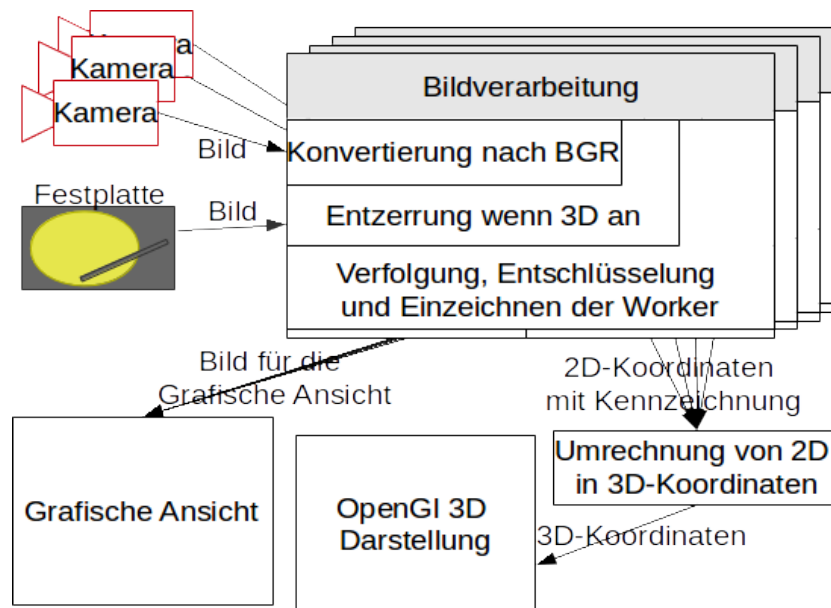 Kamera
Kamera
Kamera
Bildverarbeitung
Bild
Konvertierung nach BGR
Festplatte
Bild
Entzerrung wenn 3D an
Verfolgung, Entschlüsselung
und Einzeichnen der Worker
Bild für die
Grafische Ansicht
2D-Koordinaten
mit Kennzeichnung
Grafische Ansicht
OpenGl 3D
Darstellung
Umrechnung von 2D
in 3D-Koordinaten
3D-Koordinaten